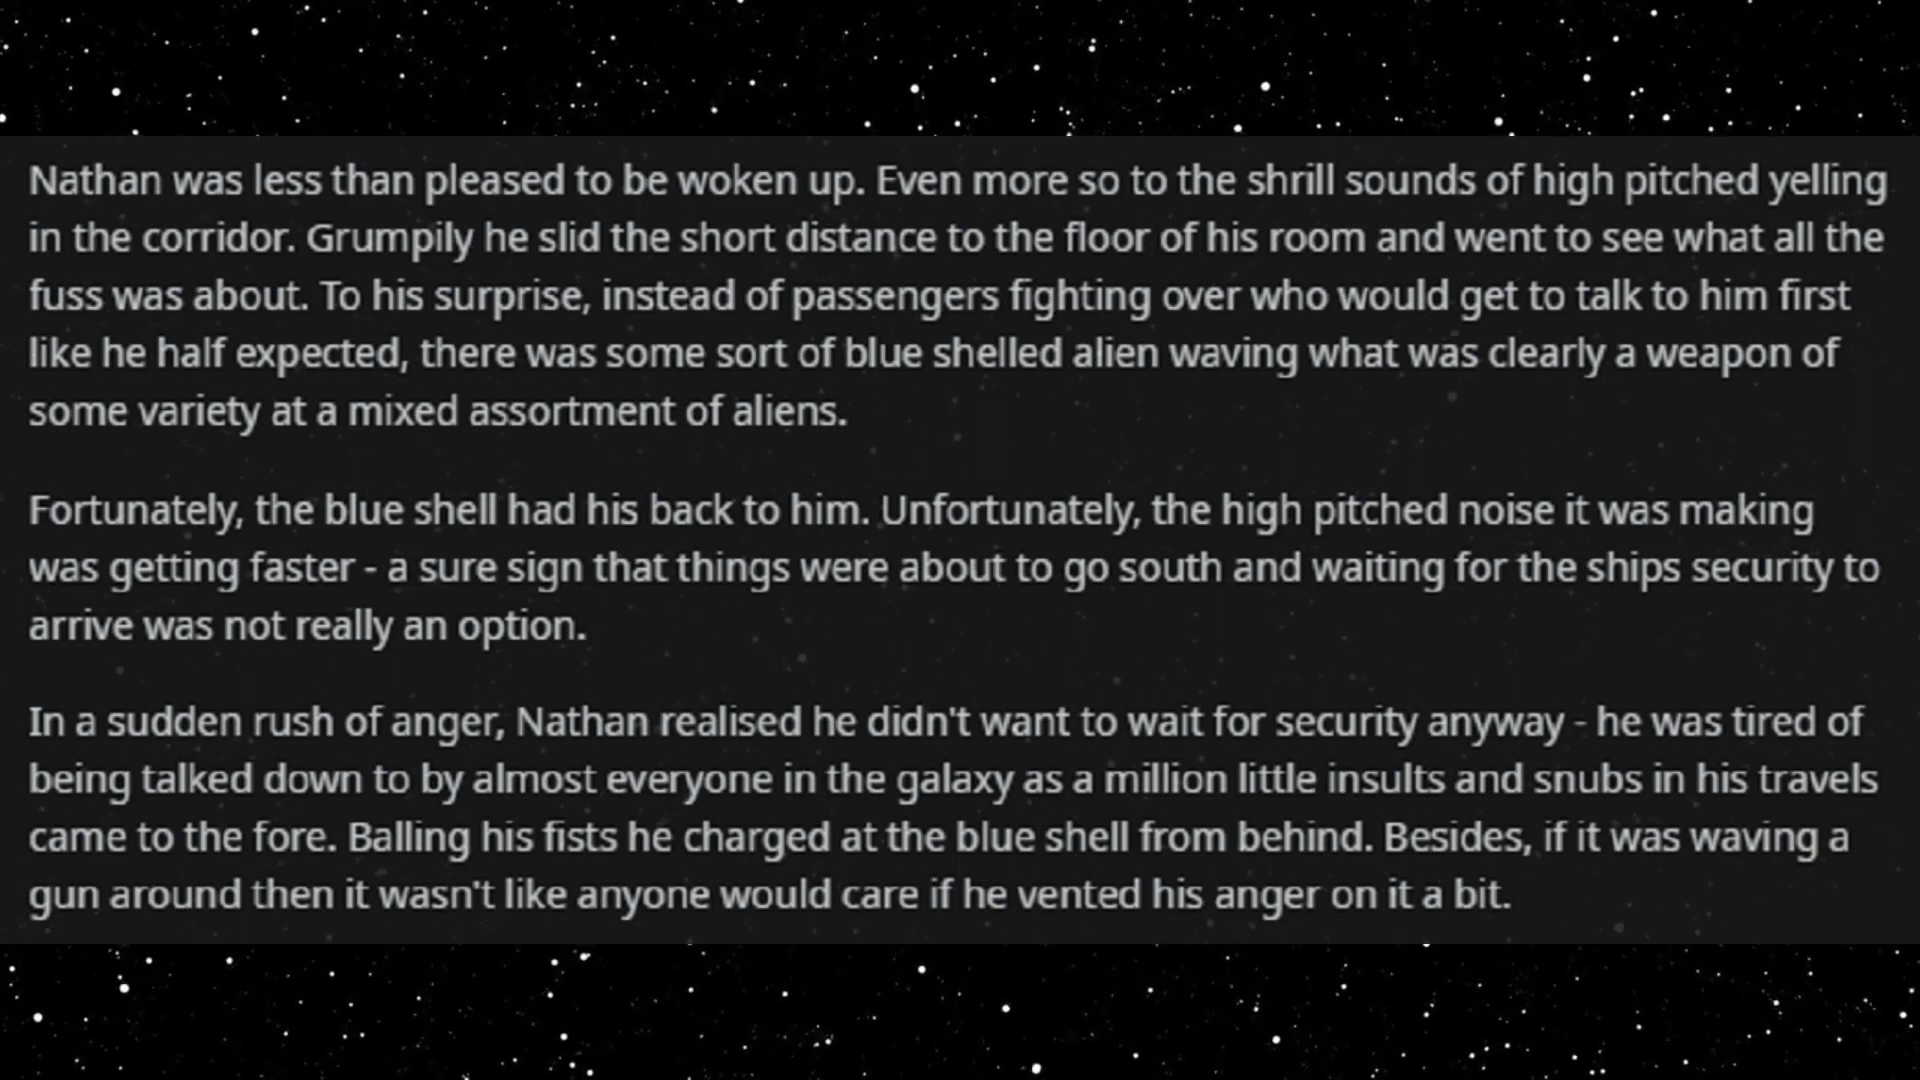 Nathan was less than pleased to be woken up. Even more so to the shrill sounds of high pitched yelling
in the corridor. Grumpily he slid the short distance to the floor of his room and went to see what all the
fuss was about. To his surprise, instead of passengers fighting over who would get to talk to him first
like he half expected, there was some sort of blue shelled alien waving what was clearly a weapon of
some variety at a mixed assortment of aliens.
Fortunately, the blue shell had his back to him. Unfortunately, the high pitched noise it was making
was getting faster - a sure sign that things were about to go south and waiting for the ships security to
arrive was not really an option.
In a sudden rush of anger, Nathan realised he didn't want to wait for security anyway - he was tired of
being talked down to by almost everyone in the galaxy as a million little insults and snubs in his travels
came to the fore. Balling his fists he charged at the blue shell from behind. Besides, if it was waving a
gun around then it wasn't like anyone would care if he vented his anger on it a bit.